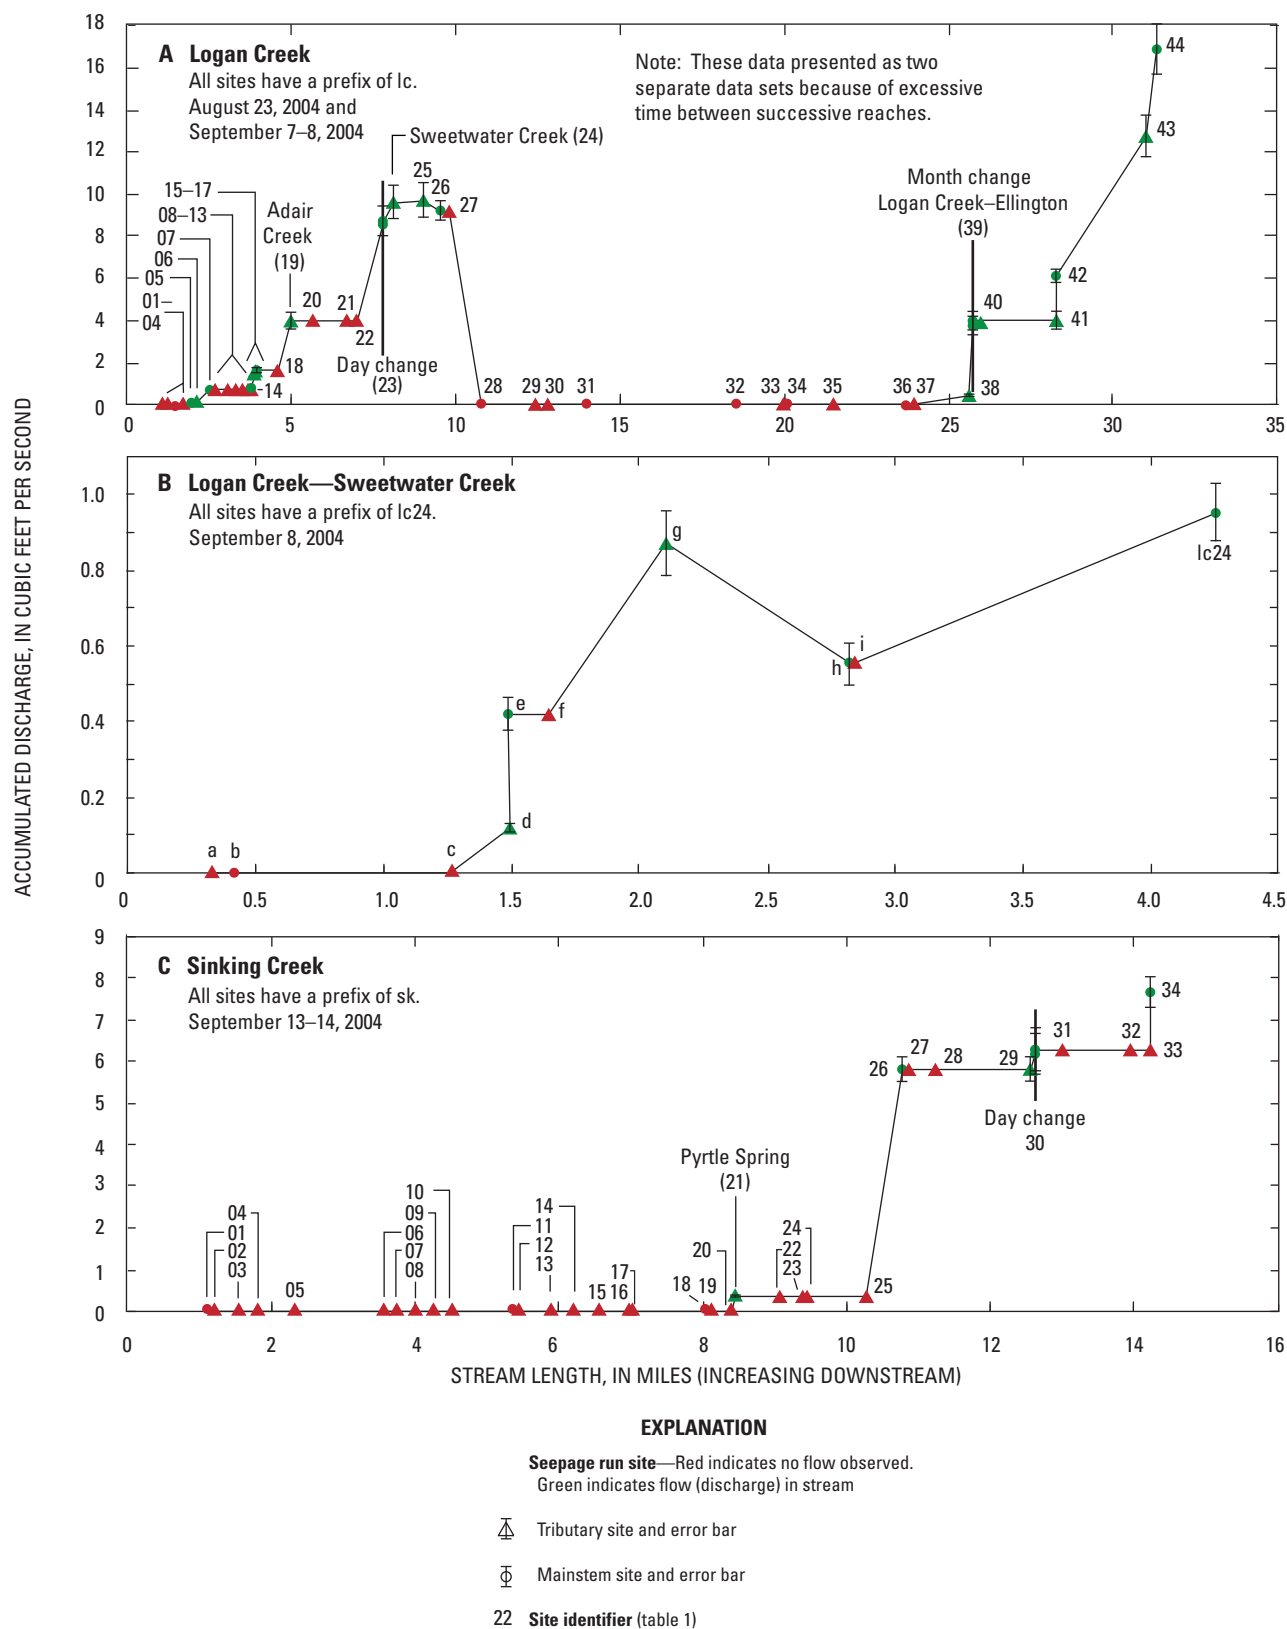 ACCUMULATED DISCHARGE, IN CUBIC FEET PER SECOND
A Logan Creek
All sites have a prefix of lc.
August 23, 2004 and
September 7–8, 2004
Note: These data presented as two
separate data sets because of excessive
time between successive reaches.
18
16
14
12
10
8
6
4
2
0
0 5 10 15 20 25 30 35
01–
04
05
06
07
08–13
15–17
14
18
Adair
Creek
(19)
20
21
22
Day change
(23)
Sweetwater Creek (24)
25
26
27
28
29
30
31
32
33
34
35
36
37
38
Month change
Logan Creek–Ellington
(39)
40
41
42
43
44
B Logan Creek—Sweetwater Creek
All sites have a prefix of lc24.
September 8, 2004
1.0
0.8
0.6
0.4
0.2
0
0 0.5 1.0 1.5 2.0 2.5 3.0 3.5 4.0 4.5
a
b
c
d
e
f
g
h
i
lc24
C Sinking Creek
All sites have a prefix of sk.
September 13–14, 2004
9
8
7
6
5
4
3
2
1
0
0 2 4 6 8 10 12 14 16
04
01
02
03
05
10
09
06
07
08
14
11
12
13
15
16
17
18
19
20
Pyrtle Spring
(21)
24
22
23
25
26
27
28
29
Day change
30
31
32
33
34
STREAM LENGTH, IN MILES (INCREASING DOWNSTREAM)
EXPLANATION
Seepage run site—Red indicates no flow observed.
Green indicates flow (discharge) in stream
Tributary site and error bar
Mainstem site and error bar
22 Site identifier (table 1)